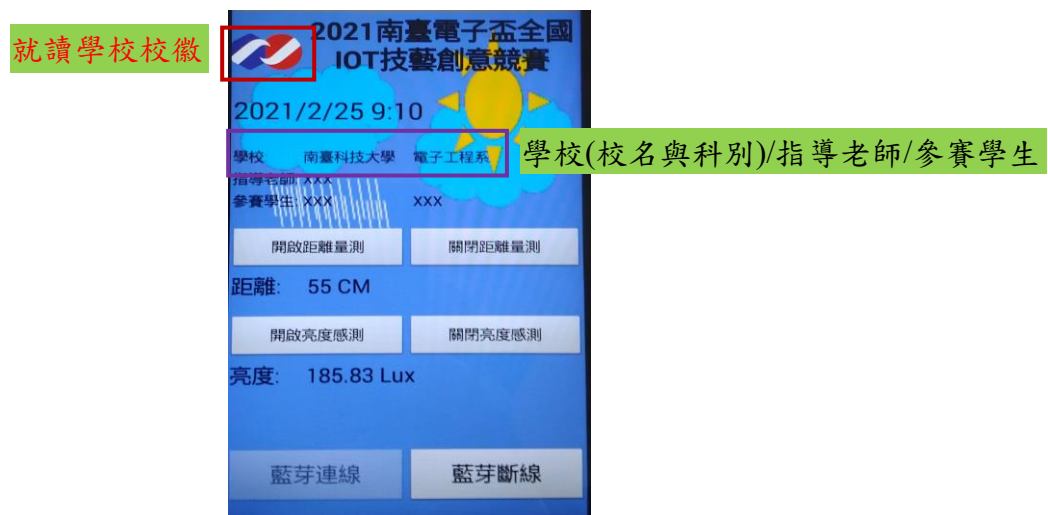 就讀學校校徽
2021南臺電子盃全國
IOT技藝創意競賽
2021/2/25 9:10
學校: 南臺科技大學 電子工程系
學校(校名與科別)/指導老師/參賽學生
指導老師: XXX
參賽學生: XXX XXX
開啟距離量測 關閉距離量測
距離: 55 CM
開啟亮度感測 關閉亮度感測
亮度: 185.83 Lux
藍芽連線 藍芽斷線